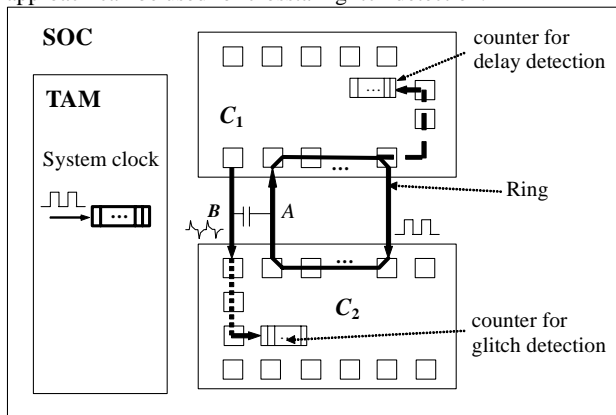 SOC
TAM
System clock
C1
counter for
delay detection
...
...
Ring
B
A
...
...
C2
counter for
glitch detection